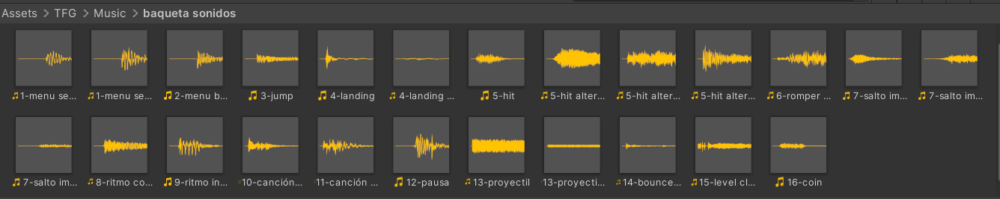 Assets > TFG > Music > baqueta sonidos
1-menu se... 1-menu se... 2-menu b... 3-jump 4-landing 4-landing ... 5-hit 5-hit alter... 5-hit alter... 5-hit alter... 6-romper ... 7-salto im... 7-salto im...
7-salto im... 8-ritmo co... 9-ritmo in... 10-canción... 11-canción ... 12-pausa 13-proyectil 13-proyecti... 14-bounce... 15-level cl... 16-coin